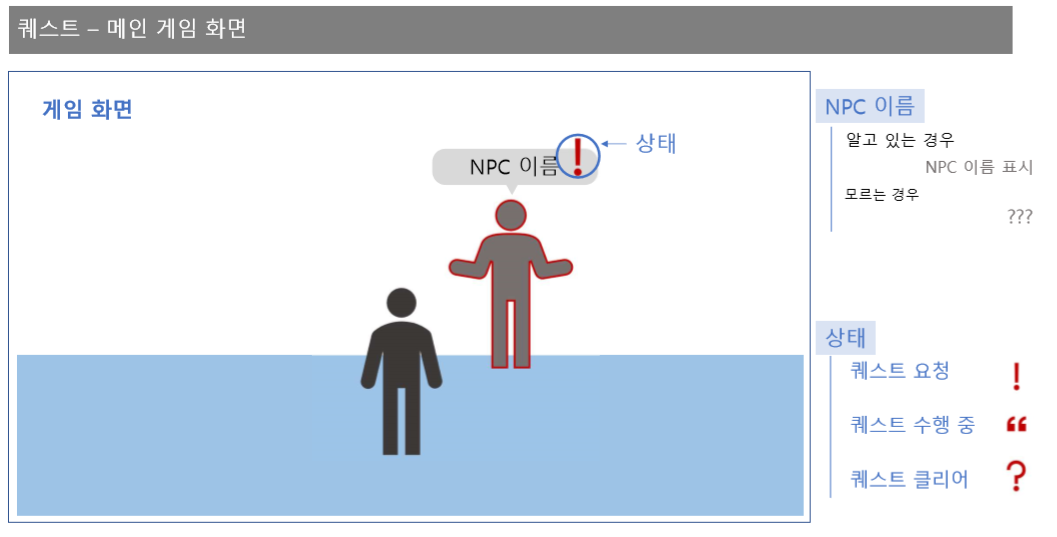 퀘스트 – 메인 게임 화면
게임 화면
상태
NPC 이름 !
NPC 이름
알고 있는 경우
NPC 이름 표시
모르는 경우
???
상태
퀘스트 요청 !
퀘스트 수행 중 “
퀘스트 클리어 ?